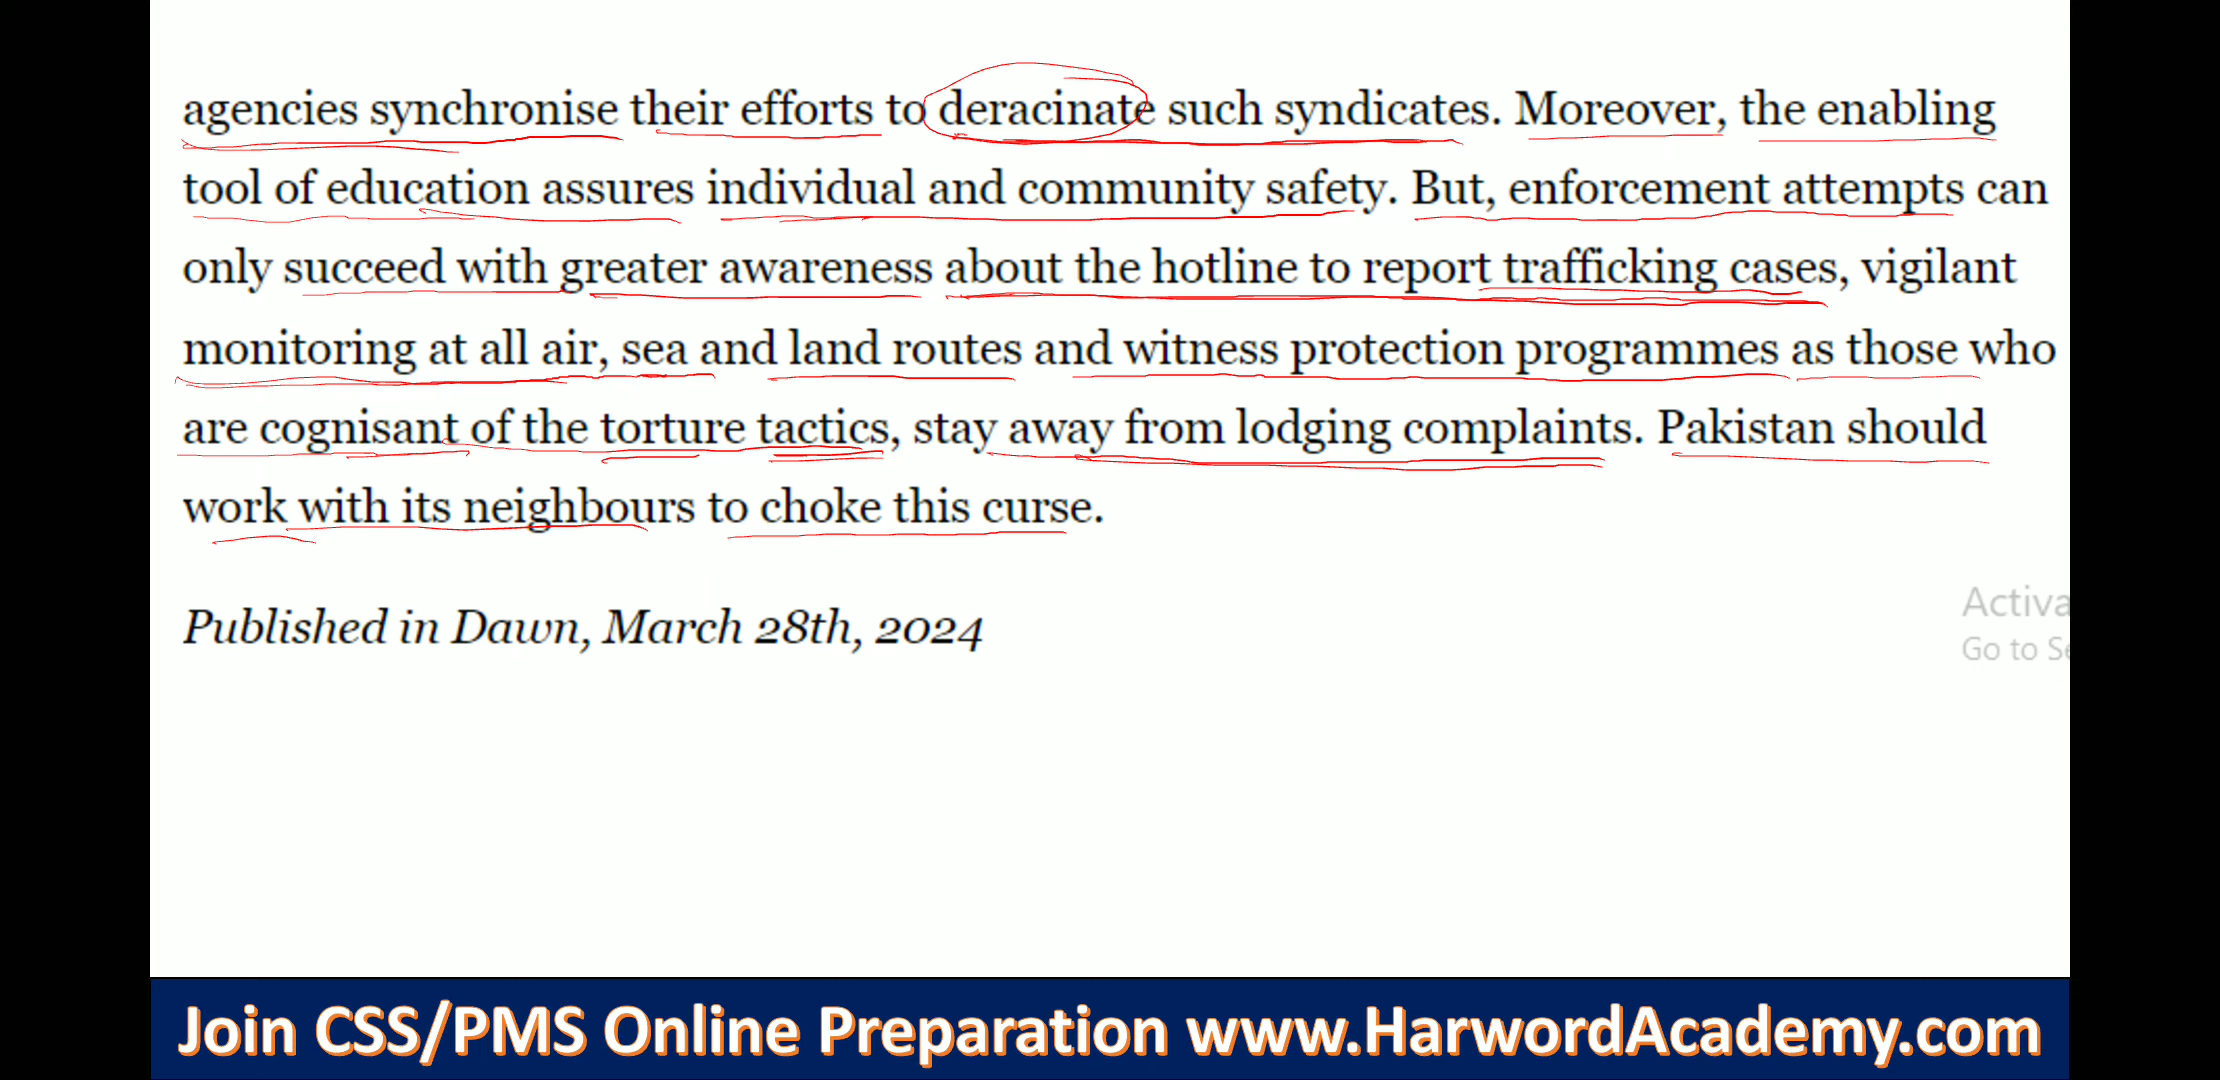 agencies synchronise their efforts to deracinate such syndicates. Moreover, the enabling
tool of education assures individual and community safety. But, enforcement attempts can
only succeed with greater awareness about the hotline to report trafficking cases, vigilant
monitoring at all air, sea and land routes and witness protection programmes as those who
are cognisant of the torture tactics, stay away from lodging complaints. Pakistan should
work with its neighbours to choke this curse.
Published in Dawn, March 28th, 2024
Activa
Go to Se
Join CSS/PMS Online Preparation www.HarwordAcademy.com